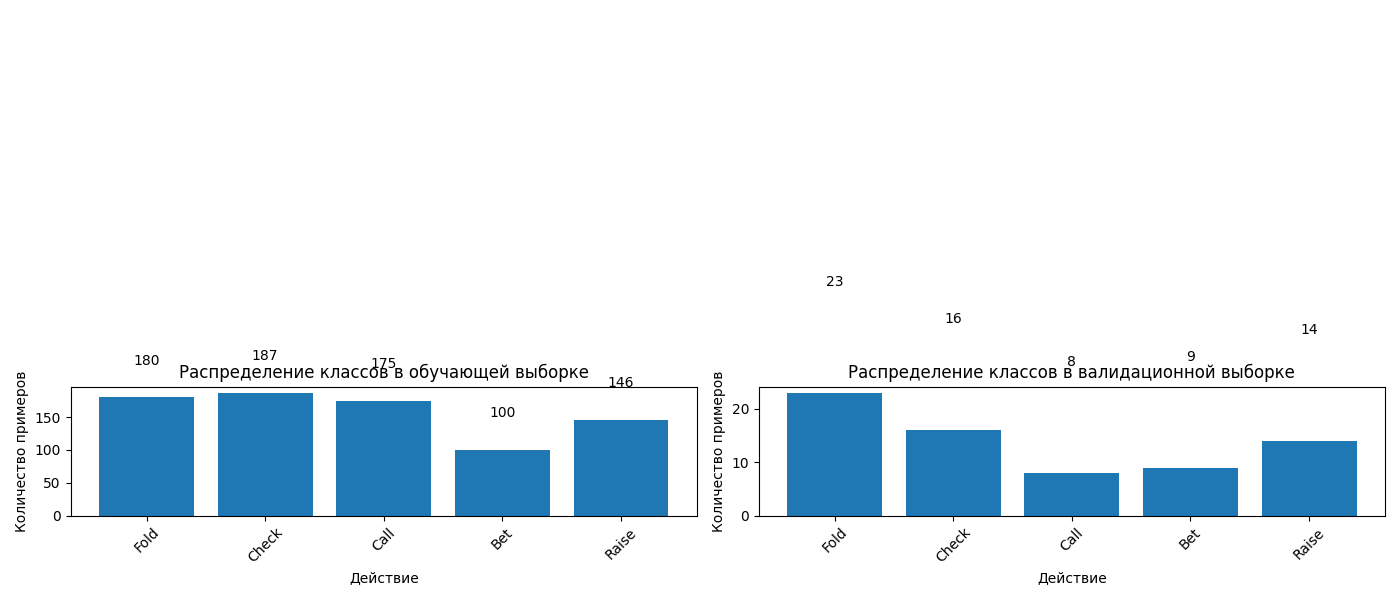 180
187
175
100
146
Распределение классов в обучающей выборке
Количество примеров
150
100
50
0
Fold
Check
Call
Bet
Raise
Действие
23
16
8
9
14
Распределение классов в валидационной выборке
Количество примеров
20
10
0
Fold
Check
Call
Bet
Raise
Действие